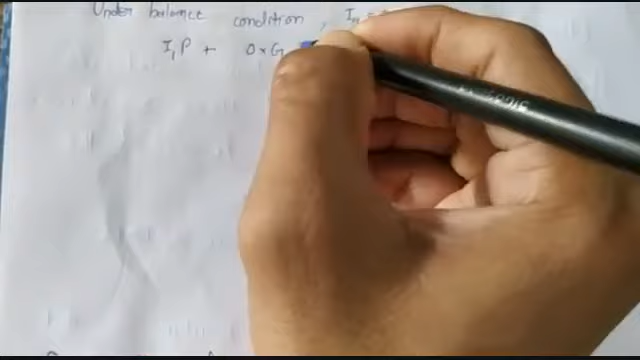 Under balance condition, I
I₁P + 0×G